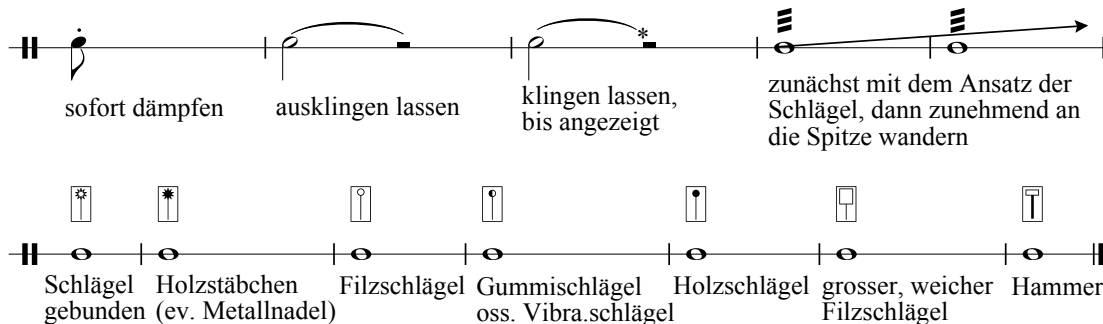 sofort dämpfen
ausklingen lassen
klingen lassen,
bis angezeigt
zunächst mit dem Ansatz der
Schlägel, dann zunehmend an
die Spitze wandern
Schlägel
gebunden
Holzstäbchen
(ev. Metallnadel)
Filzschlägel
Gummischlägel
oss. Vibra.schlägel
Holzschlägel
grosser, weicher
Filzschlägel
Hammer